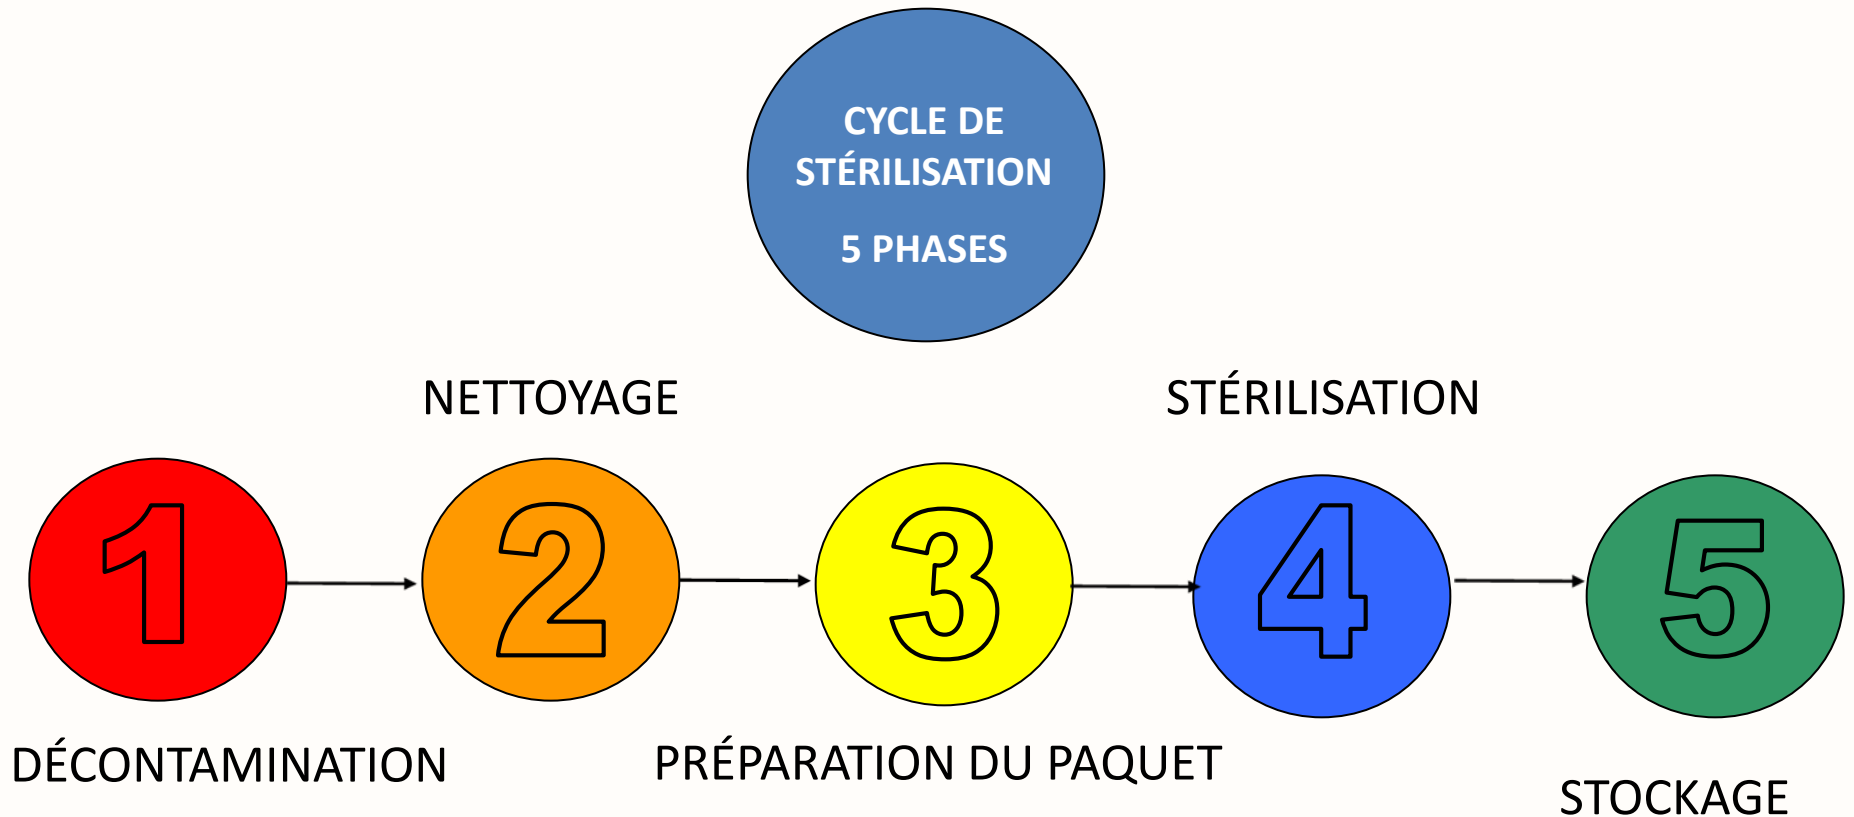 CYCLE DE
STÉRILISATION
5 PHASES
NETTOYAGE
STÉRILISATION
1
2
3
4
5
DÉCONTAMINATION
PRÉPARATION DU PAQUET
STOCKAGE